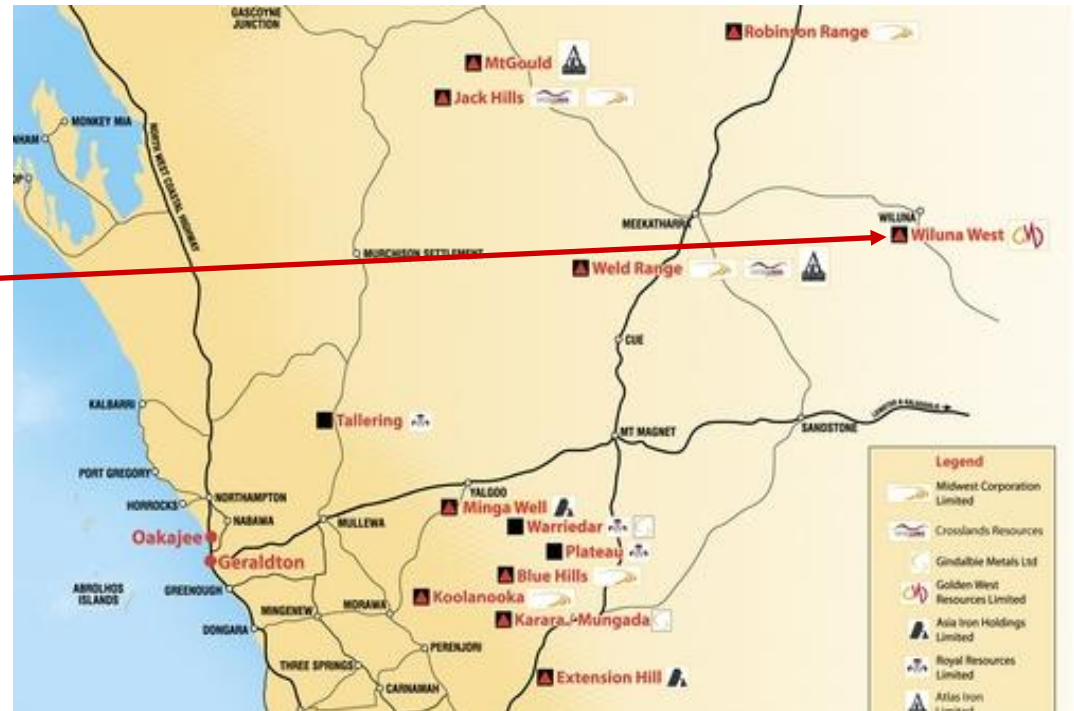 GASCOYNE
JUNCTION
Robinson Range
MtGould
Jack Hills
MONKEY MIA
NHAM
OP
NORTH WEST COASTAL HIGHWAY
MEEKATHARRA
WILUNA
Wiluna West
MURCHISON SETTLEMENT
Weld Range
CUE
KALBARRI
Tallering
MT MAGNET
SANDSTONE
PORT GREGORY
NORTHAMPTON
HORROCKS
YALGOO
Minga Well
NABAWA
MULLEWA
Warriedar
Oakajee
Plateau
Geraldton
Blue Hills
ABROLHOS
ISLANDS
GREENOUGH
Koolanooka
MINGENEW
MORAWA
Karara / Mungada
DONGARA
PERENJORI
THREE SPRINGS
Extension Hill
CARNAMAH
Legend
Midwest Corporation
Limited
Crosslands Resources
Gindalbie Metals Ltd
Golden West
Resources Limited
Asia Iron Holdings
Limited
Royal Resources
Limited
Atlas Iron
Limited